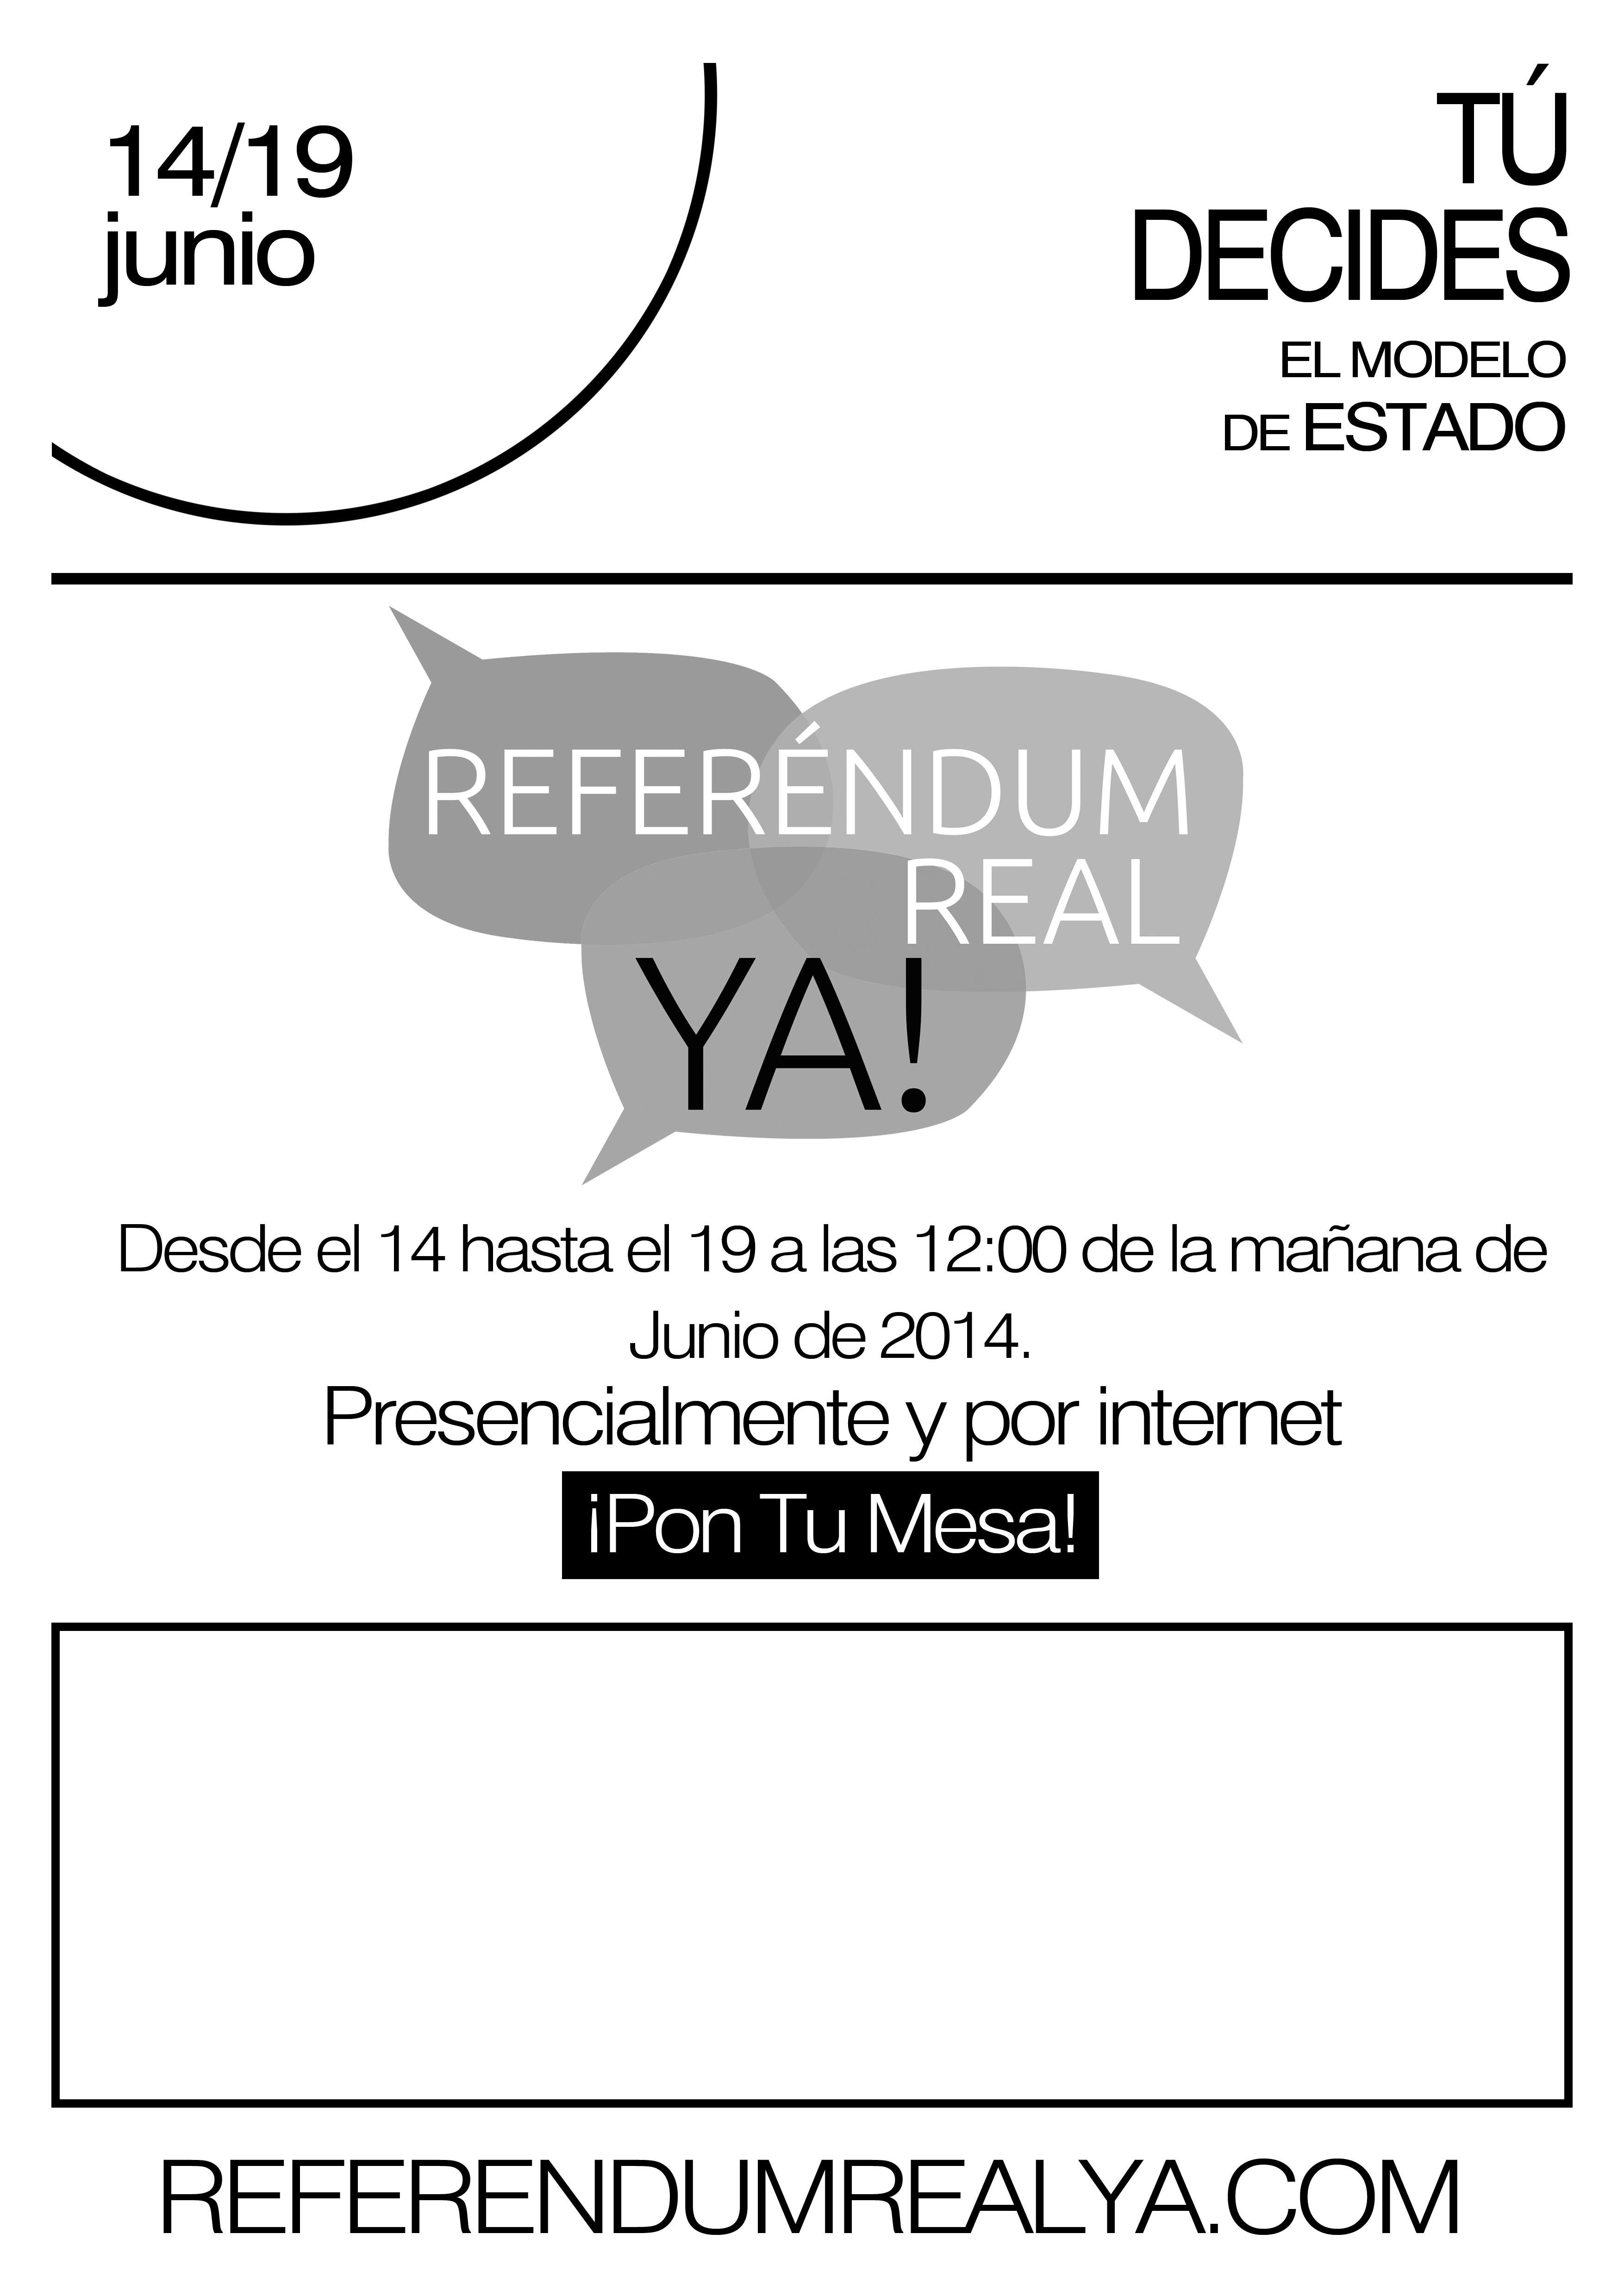 14/19
junio
TÚ
DECIDES
EL MODELO
DE ESTADO
REFERÉNDUM
REAL
YA!
Desde el 14 hasta el 19 a las 12:00 de la mañana de
Junio de 2014.
Presencialmente y por internet
¡Pon Tu Mesa!
REFERENDUMREALYA.COM